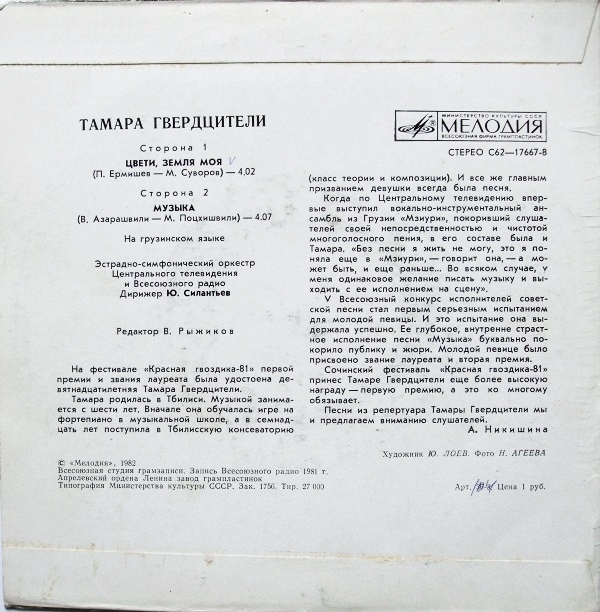 ТАМАРА ГВЕРДЦИТЕЛИ
Сторона 1
ЦВЕТИ, ЗЕМЛЯ МОЯ
(П. Ермишев — М. Суворов) — 4.02
Сторона 2
МУЗЫКА
(В. Азарашвили — М. Поцхишвили) — 4.07
На грузинском языке
Эстрадно-симфонический оркестр
Центрального телевидения
и Всесоюзного радио
Дирижер Ю. Силантьев
Редактор В. Рыжиков
На фестивале «Красная гвоздика-81» первой
премии и звания лауреата была удостоена де-
вятнадцатилетняя Тамара Гвердцители.
Тамара родилась в Тбилиси. Музыкой занима-
ется с шести лет. Вначале она обучалась игре на
фортепиано в музыкальной школе, а в семнад-
цать лет поступила в Тбилисскую консеваторию
МИНИСТЕРСТВО КУЛЬТУРЫ СССР
МЕЛОДИЯ
ВСЕСОЮЗНАЯ ФИРМА ГРАМПЛАСТИНОК
СТЕРЕО С62—17667-8
(класс теории и композиции). И все же главным
призванием девушки всегда была песня.
Когда по Центральному телевидению впер-
вые выступил вокально-инструментальный ан-
самбль из Грузии «Мзиури», покоривший слуша-
телей своей непосредственностью и чистотой
многоголосного пения, в его составе была и
Тамара. «Без песни я жить не могу, это я по-
няла еще в «Мзиури»,— говорит она,— а мо-
жет быть, и еще раньше... Во всяком случае, у
меня одинаковое желание писать музыку и вы-
ходить с ее исполнением на сцену».
V Всесоюзный конкурс исполнителей совет-
ской песни стал первым серьезным испытанием
для молодой певицы. И это испытание она вы-
держала успешно. Ее глубокое, внутренне страст-
ное исполнение песни «Музыка» буквально по-
корило публику и жюри. Молодой певице было
присвоено звание лауреата и вторая премия.
Сочинский фестиваль «Красная гвоздика-81»
принес Тамаре Гвердцители еще более высокую
награду — первую премию, а это ко многому
обязывает.
Песни из репертуара Тамары Гвердцители мы
и предлагаем вниманию слушателей.
А. Никишина
Художник Ю. ЛОЕВ. Фото Н. АГЕЕВА
© «Мелодия», 1982
Всесоюзная студия грамзаписи. Запись Всесоюзного радио 1981 г.
Апрелевский ордена Ленина завод грампластинок
Типография Министерства культуры СССР. Зак. 1756. Тир. 27 000
Арт. Цена 1 руб.